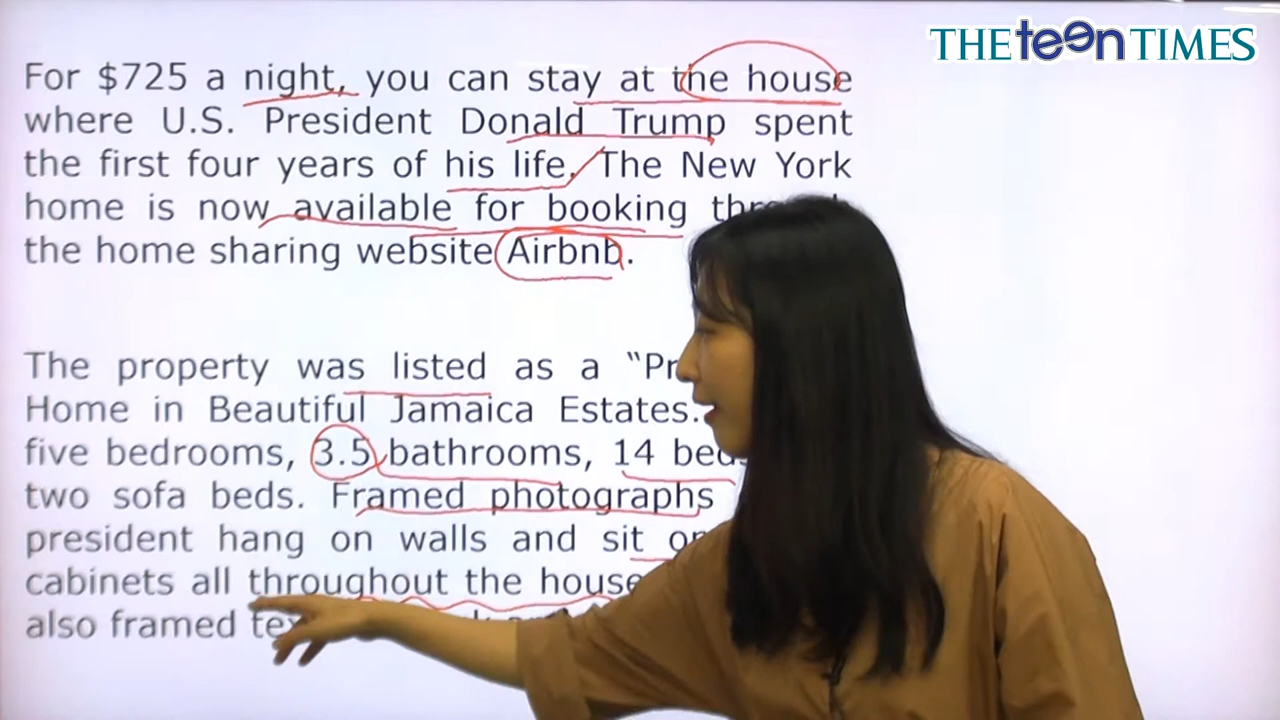 THE teen TIMES
For $725 a night, you can stay at the house
where U.S. President Donald Trump spent
the first four years of his life. The New York
home is now available for booking
the home sharing website Airbnb.
The property was listed as a “
Home in Beautiful Jamaica Estates.
five bedrooms, 3.5 bathrooms, 14 beds
two sofa beds. Framed photographs
president hang on walls and sit
cabinets all throughout the house
also framed